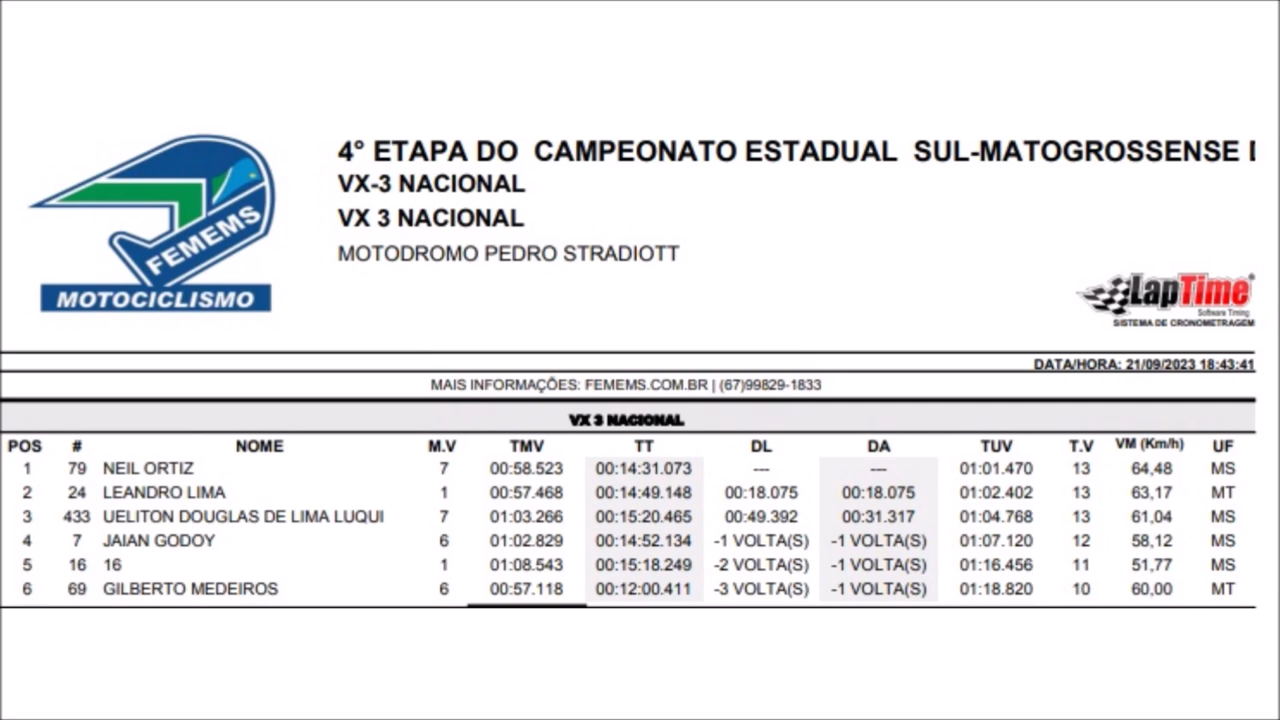 4° ETAPA DO CAMPEONATO ESTADUAL SUL-MATOGROSSENSE
VX-3 NACIONAL
VX 3 NACIONAL
MOTODROMO PEDRO STRADIOTT
FEMEMS
MOTOCICLISMO
LapTime
Software Timing
SISTEMA DE CRONOMETRAGEM
DATA/HORA: 21/09/2023 18:43:41
MAIS INFORMAÇÕES: FEMEMS.COM.BR | (67)99829-1833
VX 3 NACIONAL
POS # NOME M.V TMV TT DL DA TUV T.V VM (Km/h) UF
1 79 NEIL ORTIZ 7 00:58.523 00:14:31.073 --- --- 01:01.470 13 64,48 MS
2 24 LEANDRO LIMA 1 00:57.468 00:14:49.148 00:18.075 00:18.075 01:02.402 13 63,17 MT
3 433 UELITON DOUGLAS DE LIMA LUQUI 7 01:03.266 00:15:20.465 00:49.392 00:31.317 01:04.768 13 61,04 MS
4 7 JAIAN GODOY 6 01:02.829 00:14:52.134 -1 VOLTA(S) -1 VOLTA(S) 01:07.120 12 58,12 MS
5 16 16 1 01:08.543 00:15:18.249 -2 VOLTA(S) -1 VOLTA(S) 01:16.456 11 51,77 MS
6 69 GILBERTO MEDEIROS 6 00:57.118 00:12:00.411 -3 VOLTA(S) -1 VOLTA(S) 01:18.820 10 60,00 MT